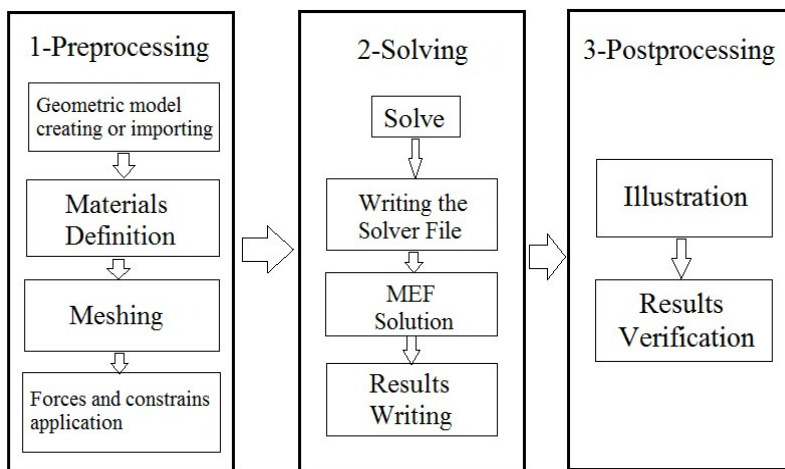 1-Preprocessing
Geometric model
creating or importing
Materials
Definition
Meshing
Forces and constrains
application
2-Solving
Solve
Writing the
Solver File
MEF
Solution
Results
Writing
3-Postprocessing
Illustration
Results
Verification